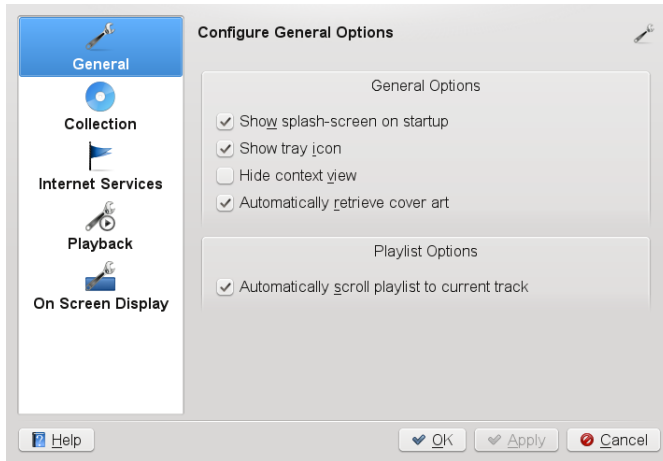 General
Collection
Internet Services
Playback
On Screen Display
Configure General Options
General Options
Show splash-screen on startup
Show tray icon
Hide context view
Automatically retrieve cover art
Playlist Options
Automatically scroll playlist to current track
Help
OK
Apply
Cancel